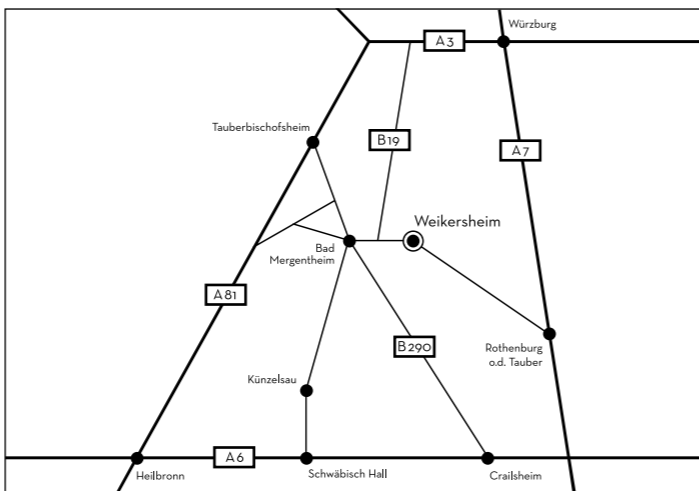 A3
Würzburg
Tauberbischofsheim
B19
A7
Weikersheim
Bad
Mergentheim
A81
B290
Rothenburg
o.d. Tauber
Künzelsau
Heilbronn
A6
Schwäbisch Hall
Crailsheim